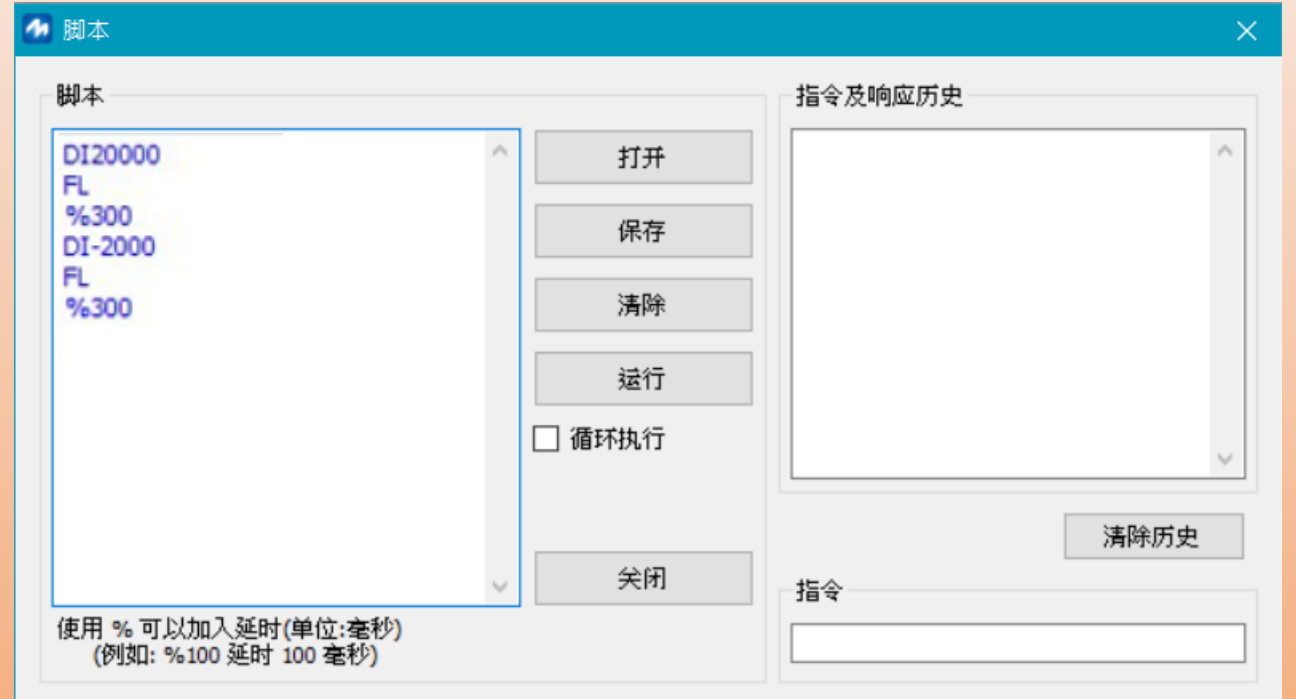 脚本
脚本
DI20000
FL
%300
DI-2000
FL
%300
打开
保存
清除
运行
循环执行
关闭
使用 % 可以加入延时(单位:毫秒)
(例如: %100 延时 100 毫秒)
指令及响应历史
清除历史
指令